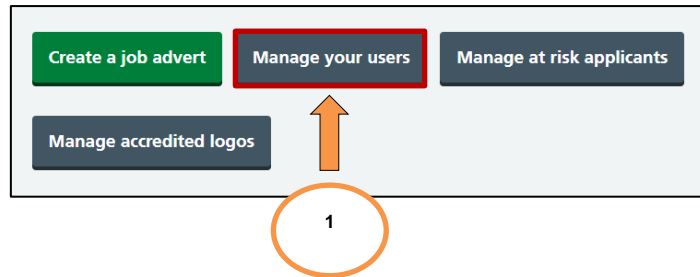 Create a job advert
Manage your users
Manage at risk applicants
Manage accredited logos
1